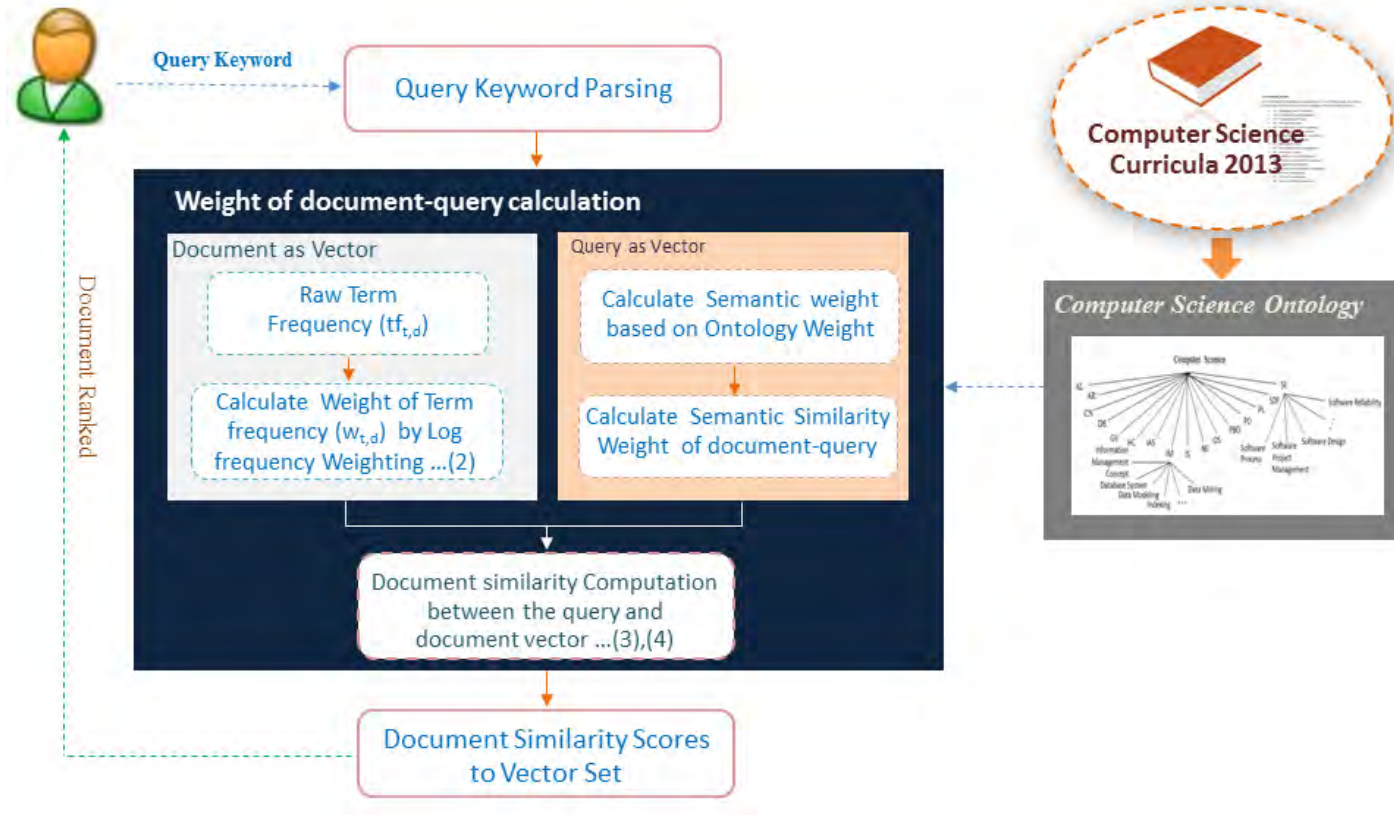 Query Keyword
Query Keyword Parsing
Computer Science
Curricula 2013
Weight of document-query calculation
Document as Vector
Raw Term
Frequency (tf_t,d)
Calculate Weight of Term
frequency (w_t,d) by Log
frequency Weighting ...(2)
Query as Vector
Calculate Semantic weight
based on Ontology Weight
Calculate Semantic Similarity
Weight of document-query
Document similarity Computation
between the query and
document vector ...(3),(4)
Document Similarity Scores
to Vector Set
Document Ranked
Computer Science Ontology
Computer Science
AL
AR
CN
DS
GV
HC
IAS
IM
IS
NE
OS
PBD
PD
PL
SDF
SE
Software Reliability
Software Design
Software
Project
Management
Software
Process
Information
Management
Concept
Database System
Data Modeling
Indexing
...
Data Mining